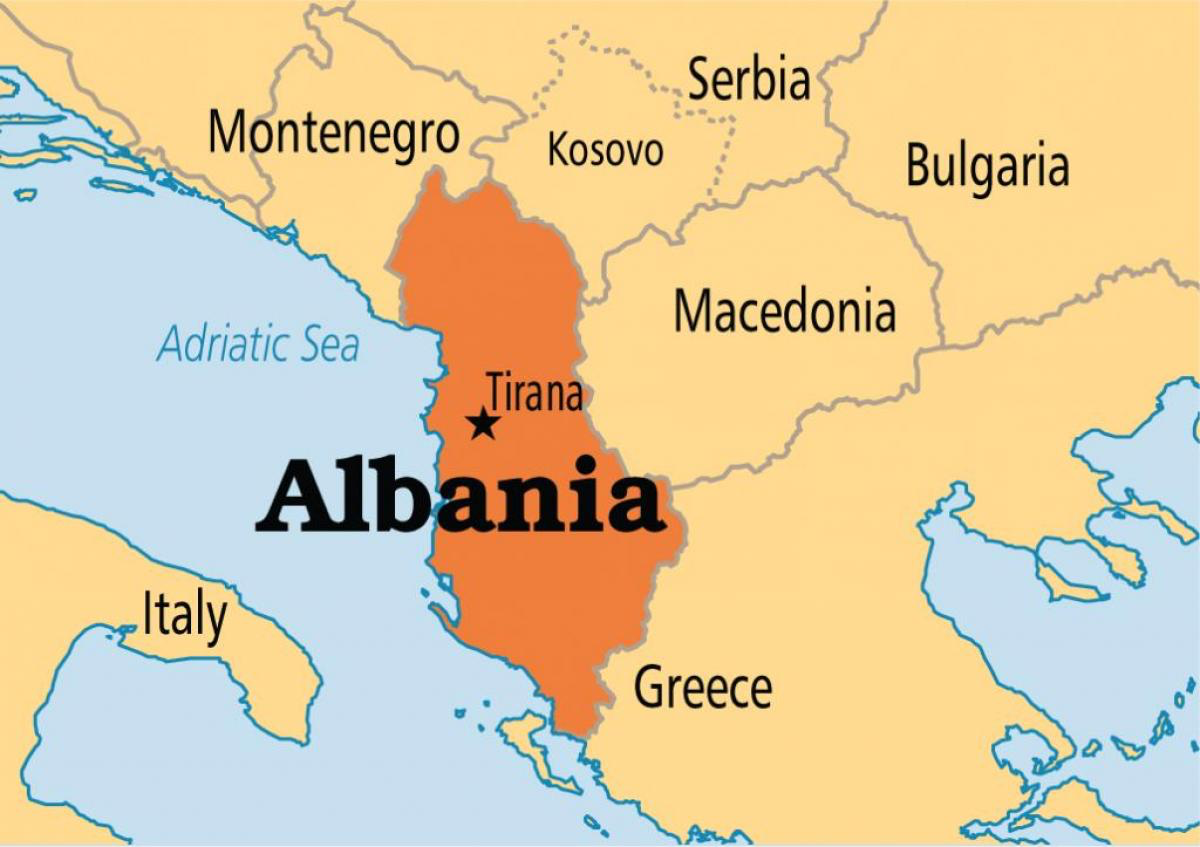 Serbia
Montenegro
Kosovo
Bulgaria
Macedonia
Adriatic Sea
Tirana
Albania
Italy
Greece